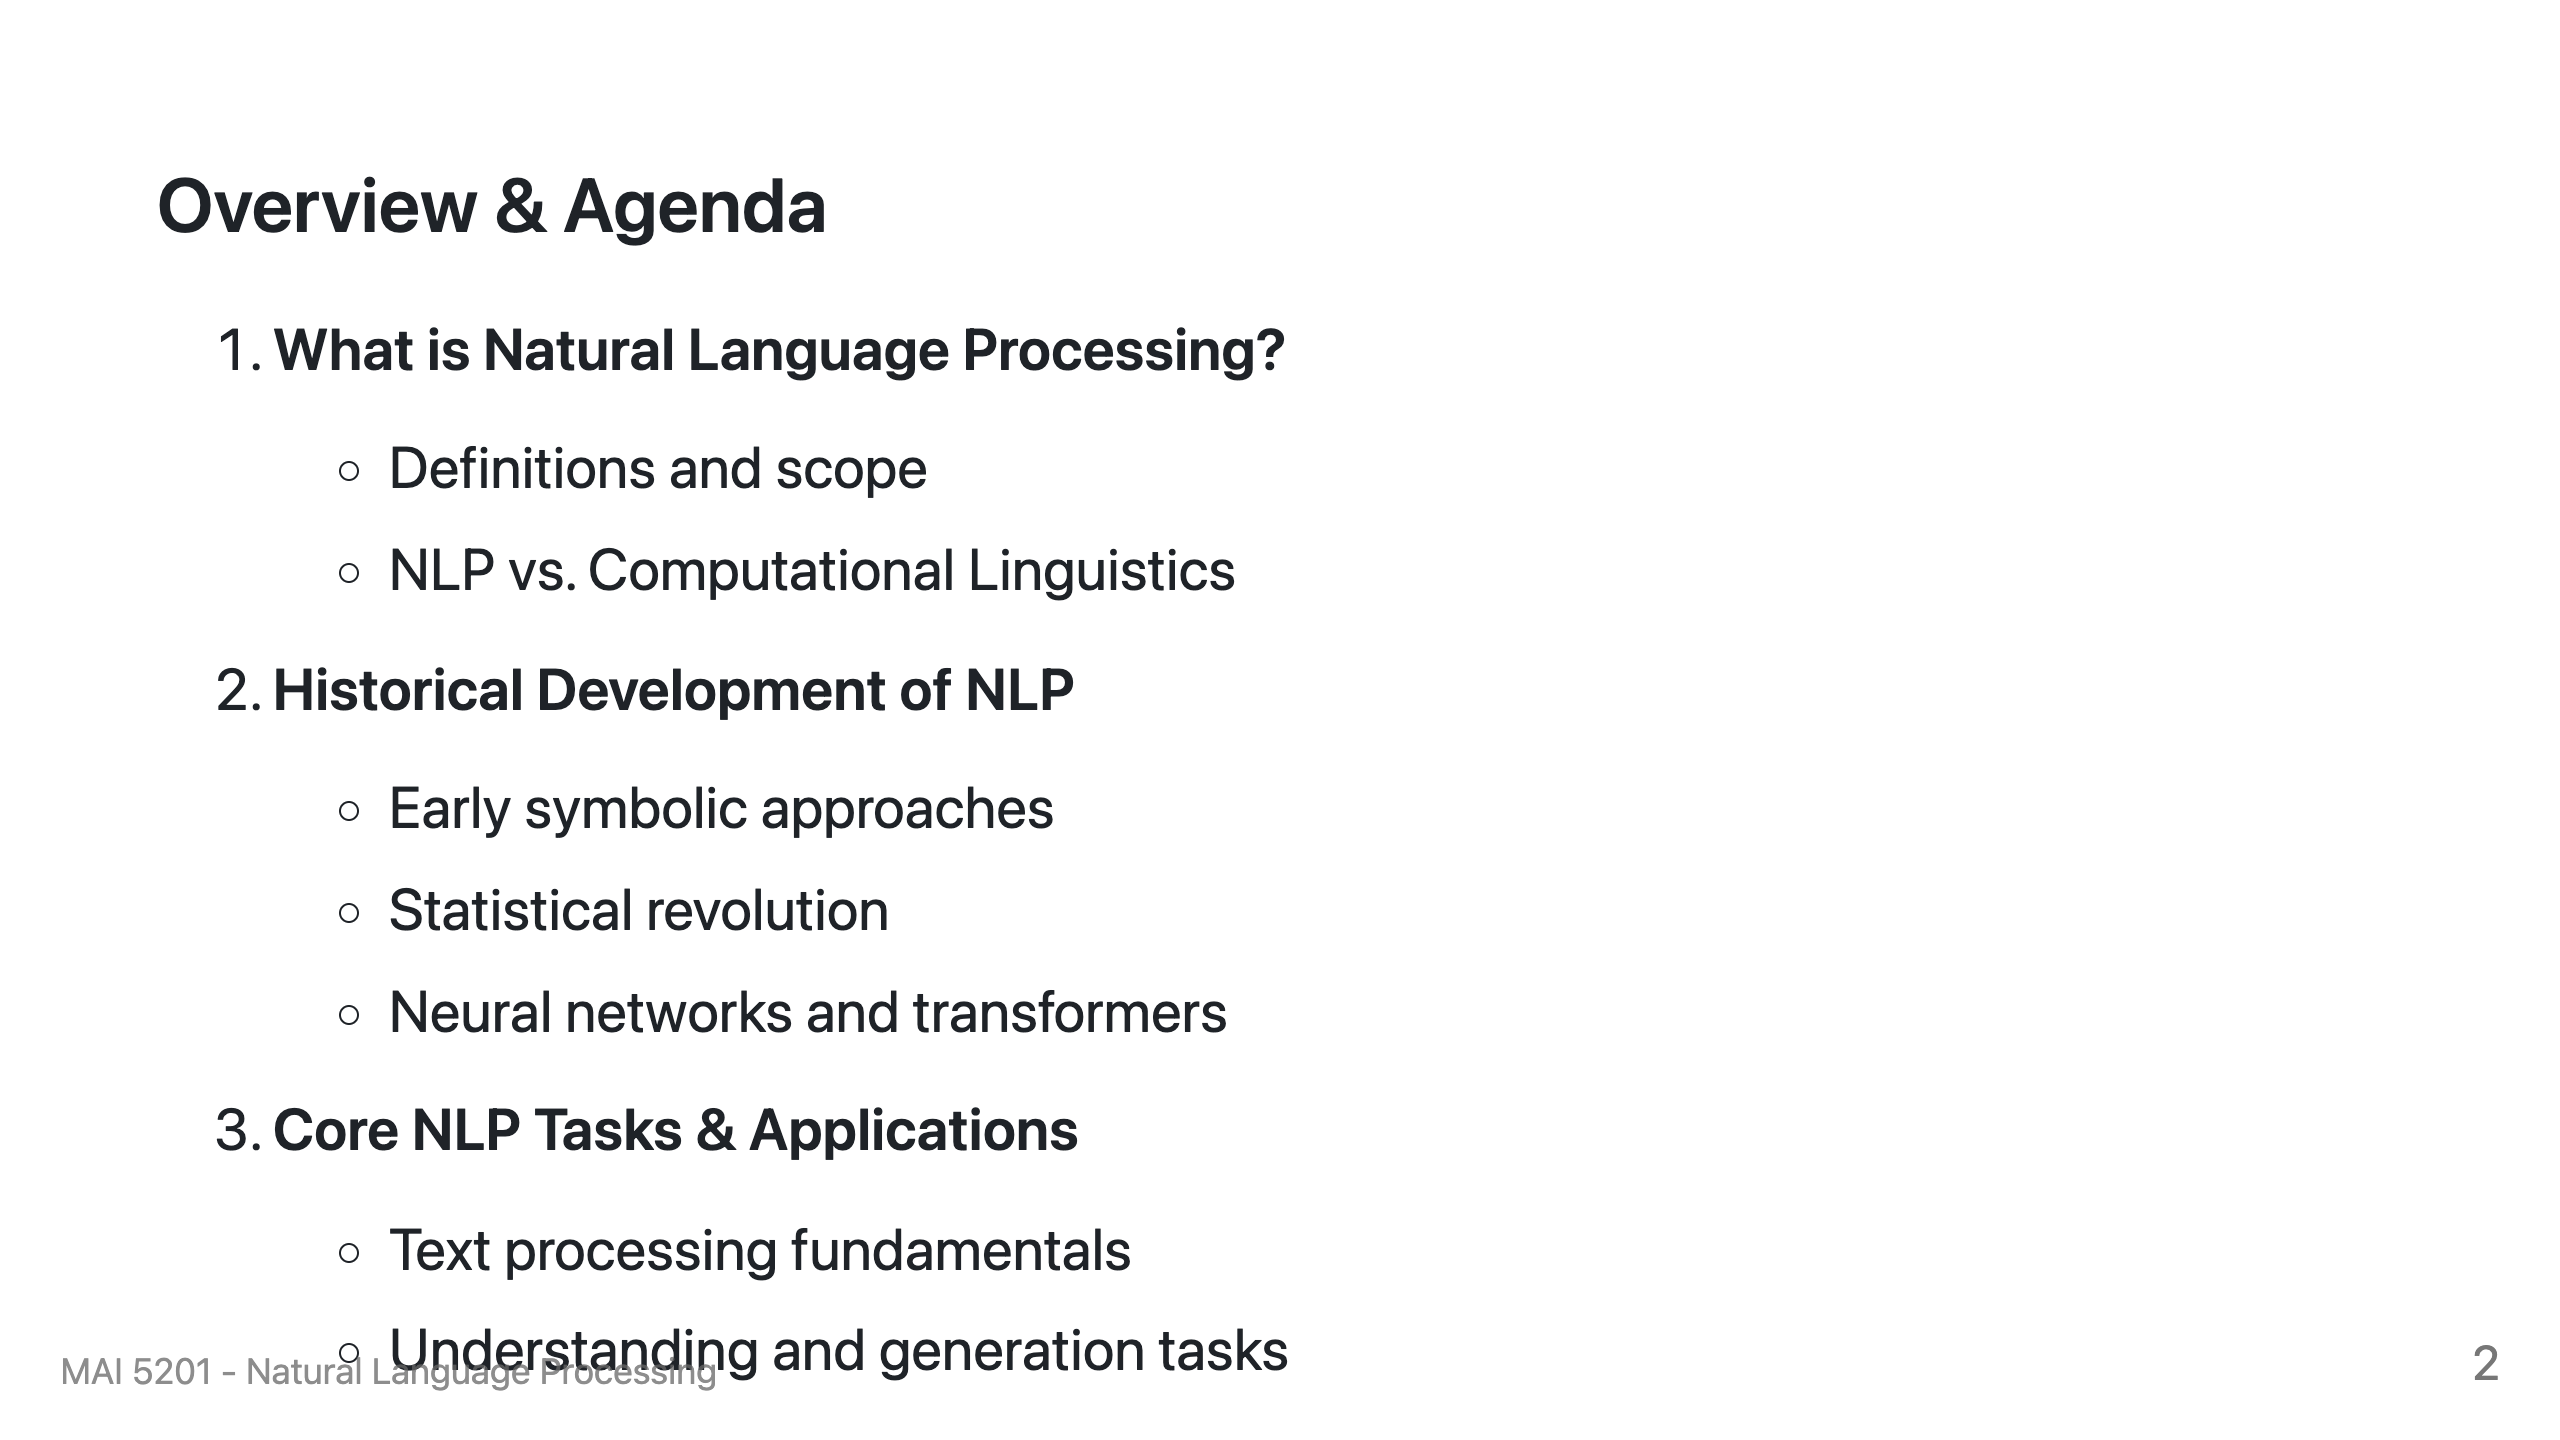 Overview & Agenda
1. What is Natural Language Processing?
○ Definitions and scope
○ NLP vs. Computational Linguistics
2. Historical Development of NLP
○ Early symbolic approaches
○ Statistical revolution
○ Neural networks and transformers
3. Core NLP Tasks & Applications
○ Text processing fundamentals
○ Understanding and generation tasks
MAI 5201 - Natural Language Processing
2